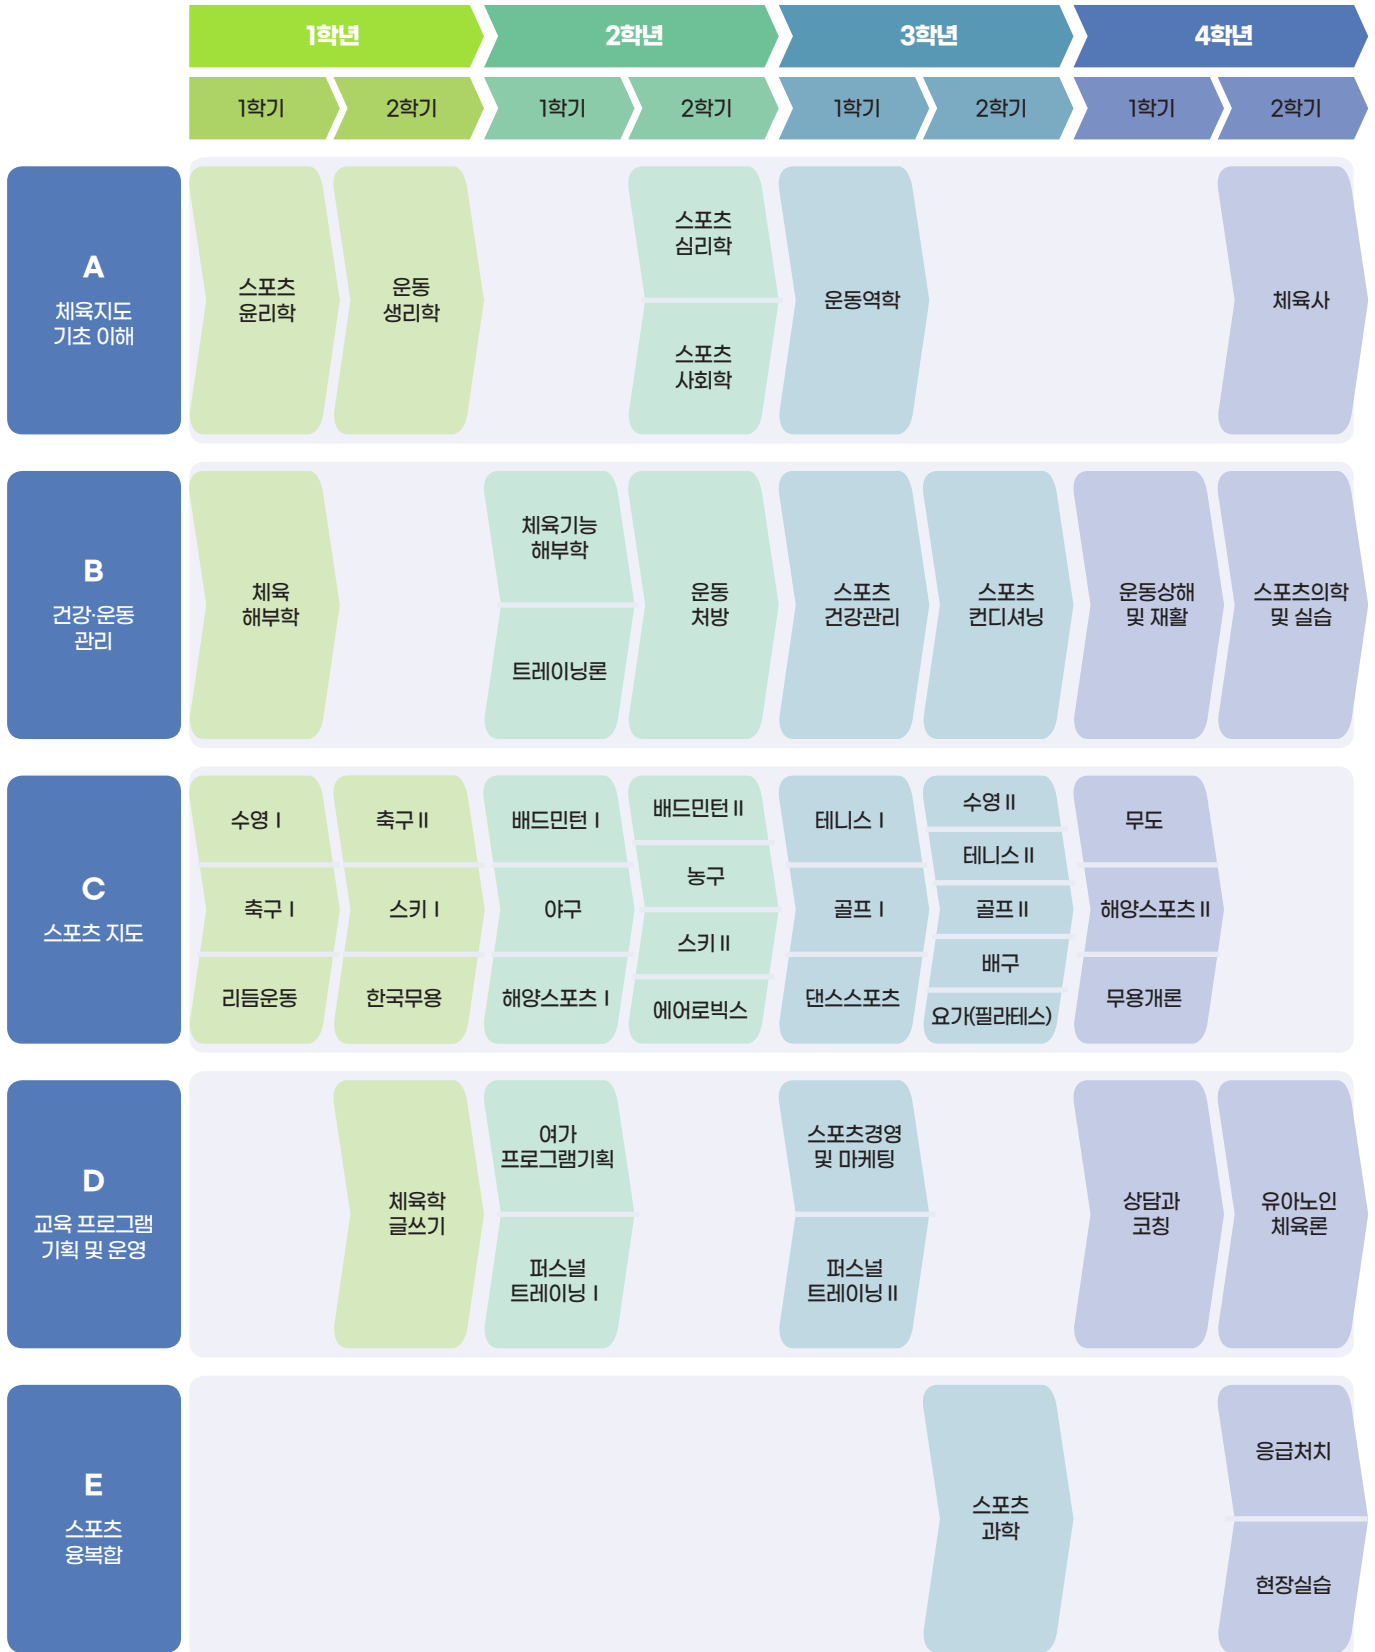 1학년
2학년
3학년
4학년
1학기
2학기
1학기
2학기
1학기
2학기
1학기
2학기
A
체육지도
기초 이해
스포츠
윤리학
운동
생리학
스포츠
심리학
스포츠
사회학
운동역학
체육사
B
건강·운동
관리
체육
해부학
체육기능
해부학
트레이닝론
운동
처방
스포츠
건강관리
스포츠
컨디셔닝
운동상해
및 재활
스포츠의학
및 실습
C
스포츠 지도
수영 I
축구 I
리듬운동
축구 II
스키 I
한국무용
배드민턴 I
야구
해양스포츠 I
배드민턴 II
농구
스키 II
에어로빅스
테니스 I
골프 I
댄스스포츠
수영 II
테니스 II
골프 II
배구
요가(필라테스)
무도
해양스포츠 II
무용개론
D
교육 프로그램
기획 및 운영
체육학
글쓰기
여가
프로그램기획
퍼스널
트레이닝 I
스포츠경영
및 마케팅
퍼스널
트레이닝 II
상담과
코칭
유아노인
체육론
E
스포츠
융복합
스포츠
과학
응급처치
현장실습